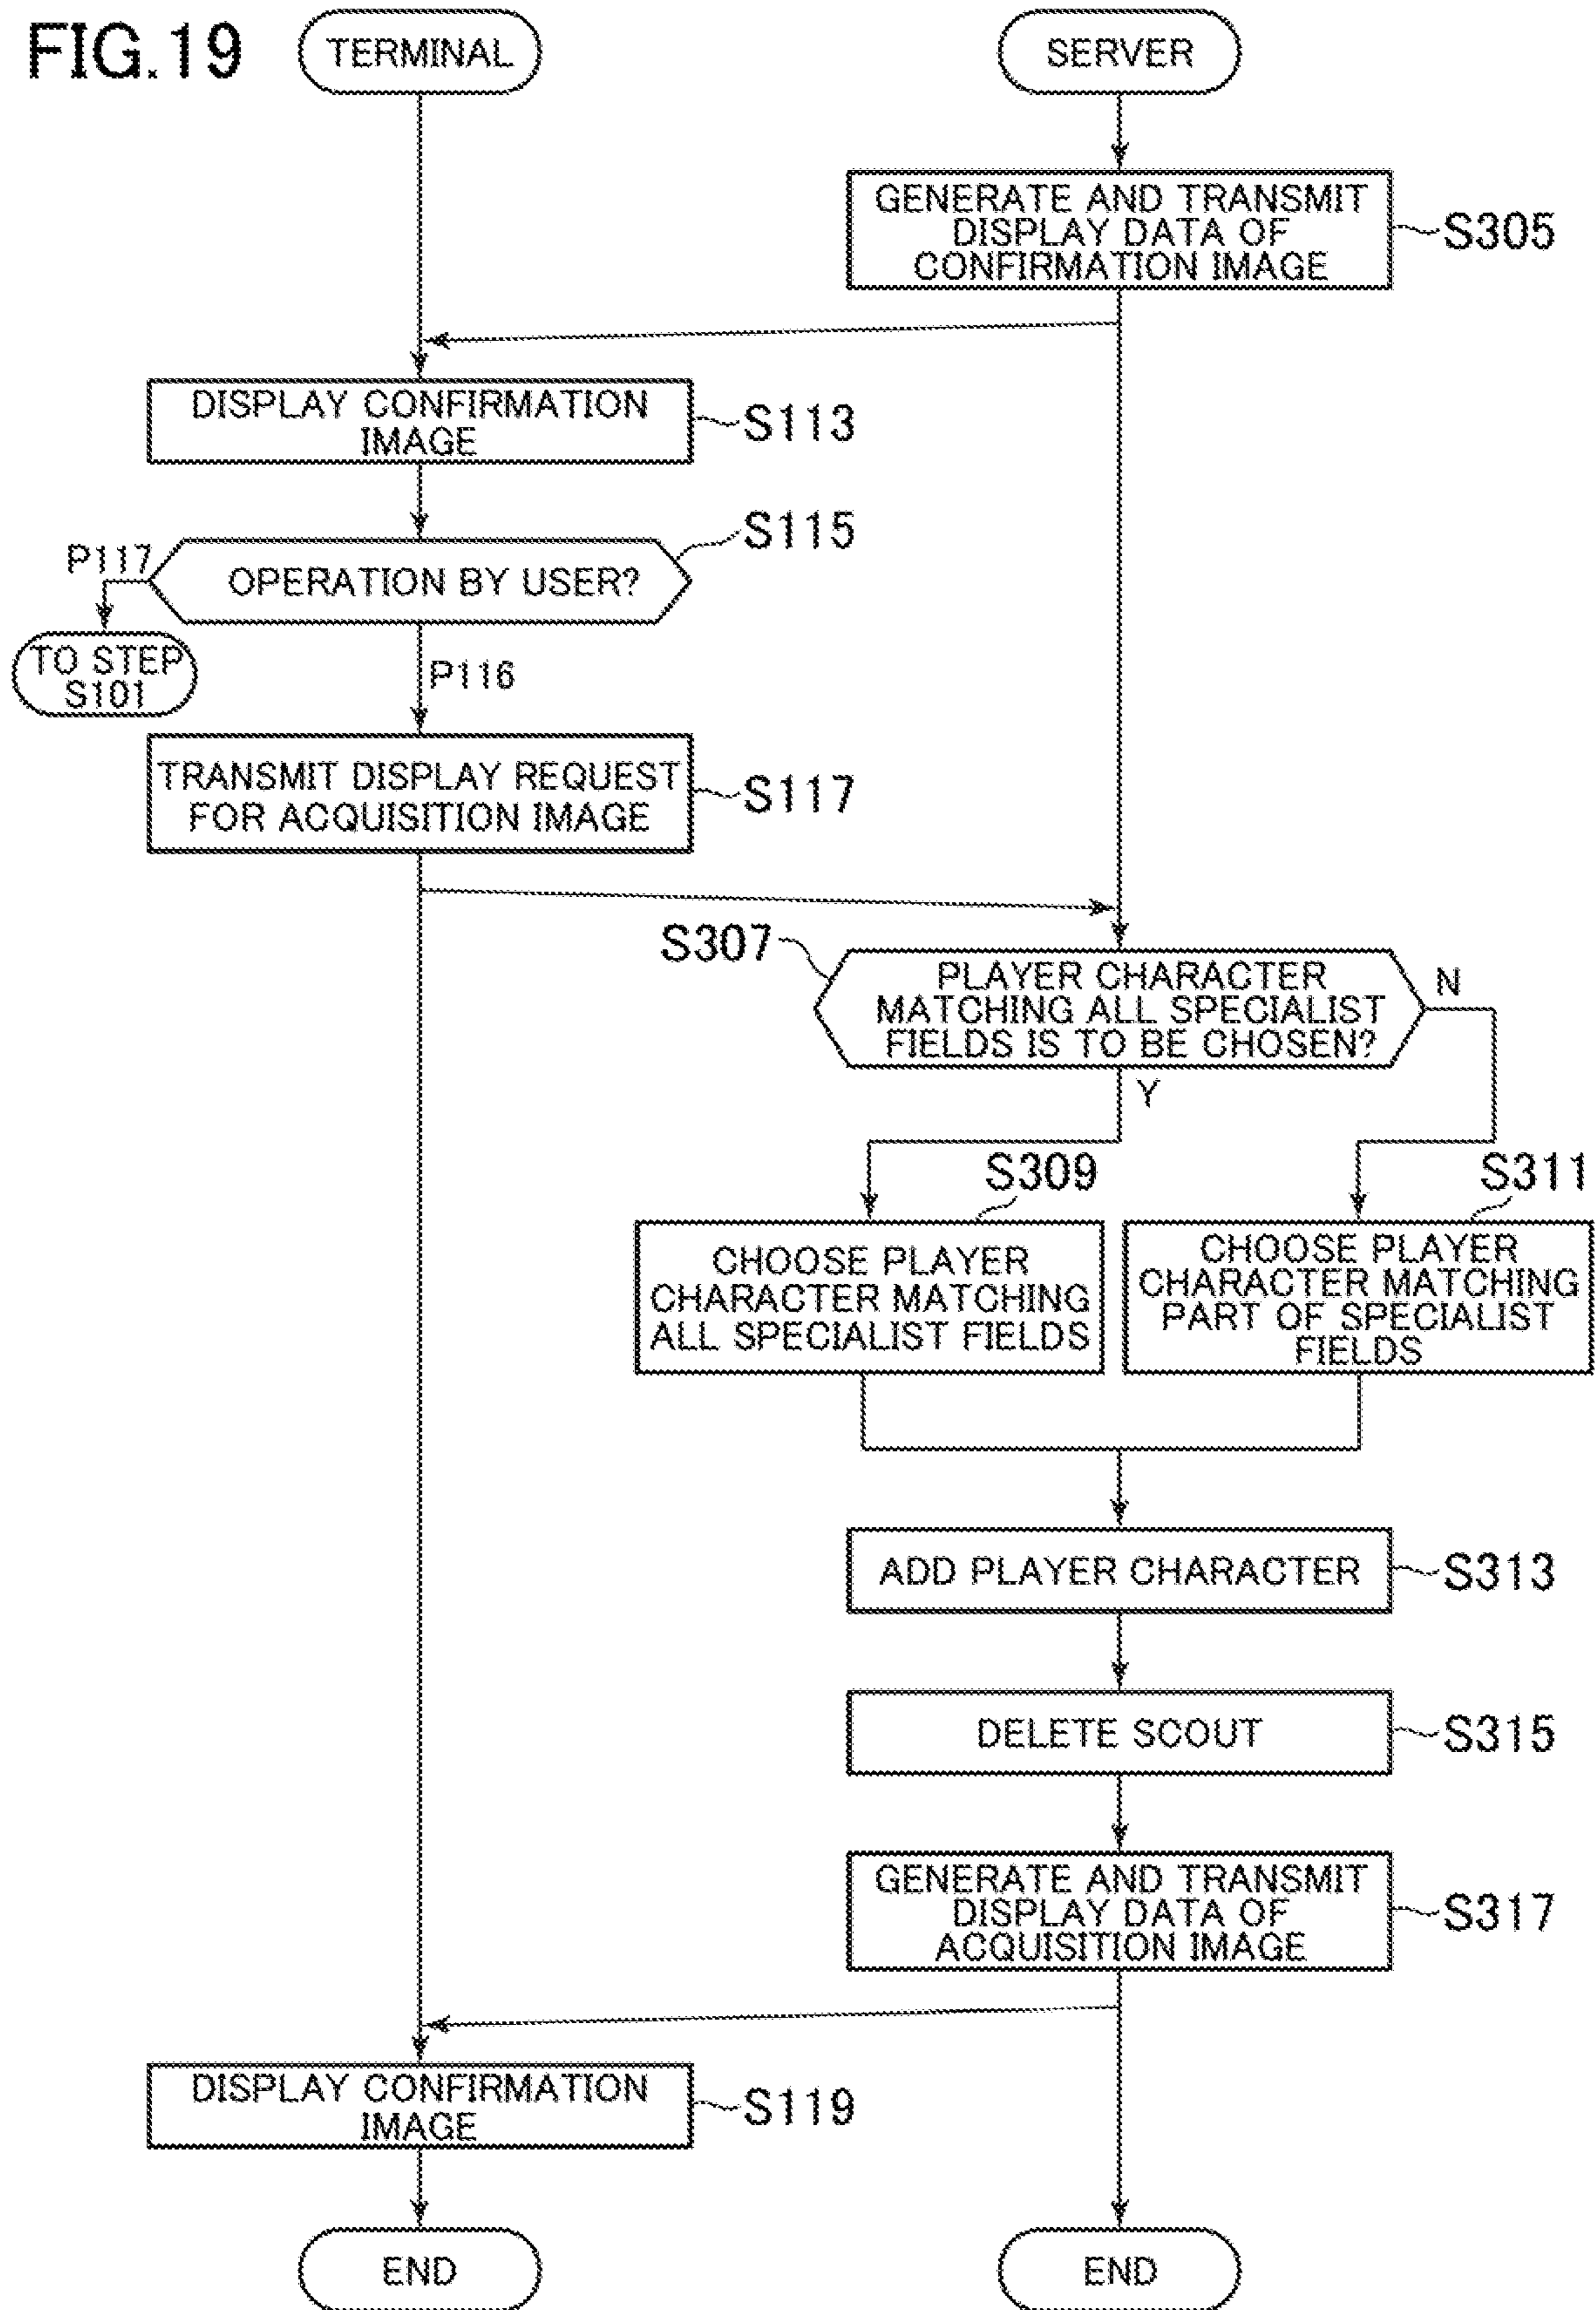 FIG.19
TERMINAL
SERVER
GENERATE AND TRANSMIT
DISPLAY DATA OF
CONFIRMATION IMAGE
S305
DISPLAY CONFIRMATION
IMAGE
S113
S115
P117
OPERATION BY USER?
TO STEP
S101
P116
TRANSMIT DISPLAY REQUEST
FOR ACQUISITION IMAGE
S117
S307
PLAYER CHARACTER
MATCHING ALL SPECIALIST
FIELDS IS TO BE CHOSEN?
N
Y
S309
S311
CHOOSE PLAYER
CHARACTER MATCHING
ALL SPECIALIST FIELDS
CHOOSE PLAYER
CHARACTER MATCHING
PART OF SPECIALIST
FIELDS
ADD PLAYER CHARACTER
S313
DELETE SCOUT
S315
GENERATE AND TRANSMIT
DISPLAY DATA OF
ACQUISITION IMAGE
S317
DISPLAY CONFIRMATION
IMAGE
S119
END
END